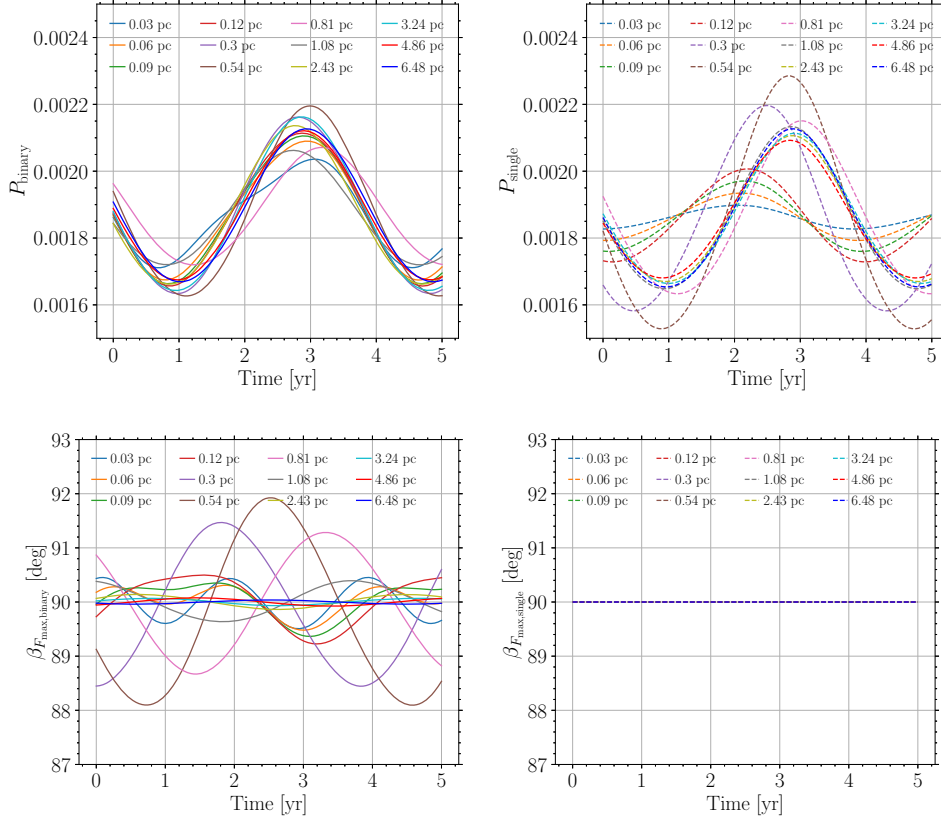 0.03 pc 0.12 pc 0.81 pc 3.24 pc
0.06 pc 0.3 pc 1.08 pc 4.86 pc
0.09 pc 0.54 pc 2.43 pc 6.48 pc
0.0024
0.0022
0.0020
0.0018
0.0016
P_binary
0 1 2 3 4 5
Time [yr]
0.03 pc 0.12 pc 0.81 pc 3.24 pc
0.06 pc 0.3 pc 1.08 pc 4.86 pc
0.09 pc 0.54 pc 2.43 pc 6.48 pc
0.0024
0.0022
0.0020
0.0018
0.0016
P_single
0 1 2 3 4 5
Time [yr]
0.03 pc 0.12 pc 0.81 pc 3.24 pc
0.06 pc 0.3 pc 1.08 pc 4.86 pc
0.09 pc 0.54 pc 2.43 pc 6.48 pc
93
92
91
90
89
88
87
β_F_max,binary [deg]
0 1 2 3 4 5
Time [yr]
0.03 pc 0.12 pc 0.81 pc 3.24 pc
0.06 pc 0.3 pc 1.08 pc 4.86 pc
0.09 pc 0.54 pc 2.43 pc 6.48 pc
93
92
91
90
89
88
87
β_F_max,single [deg]
0 1 2 3 4 5
Time [yr]